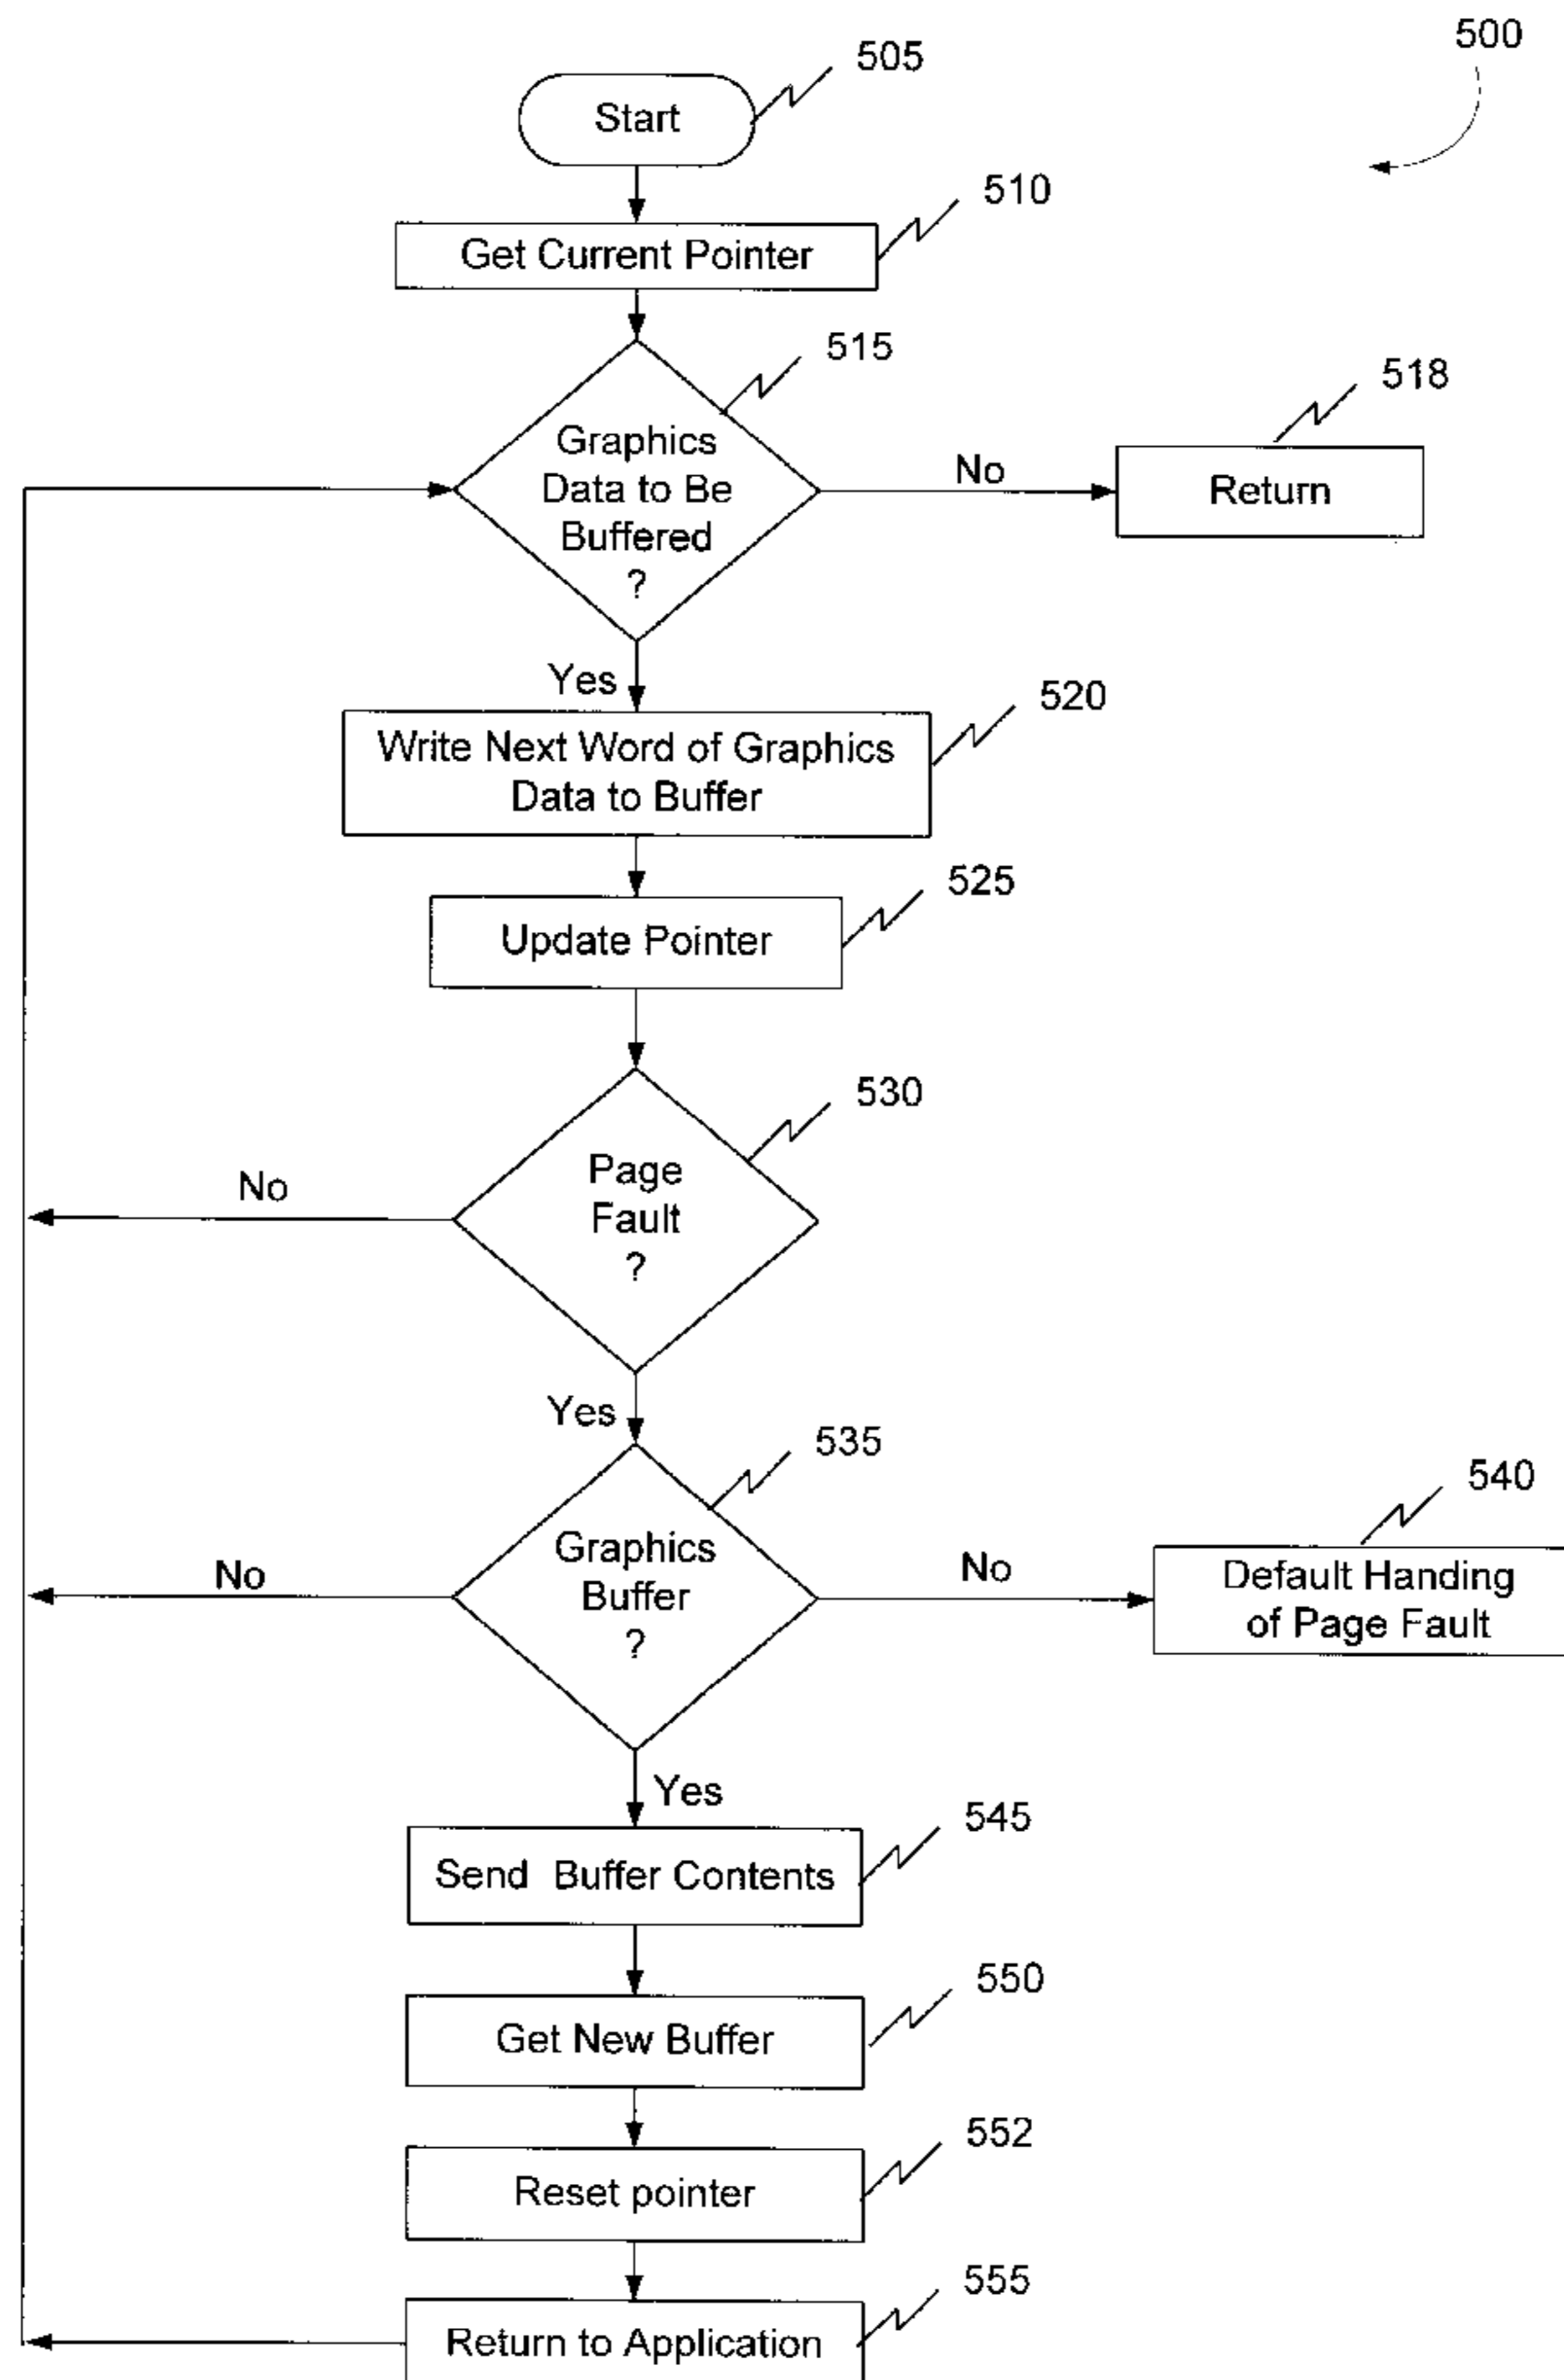 500
505
Start
510
Get Current Pointer
515
518
Graphics
Data to Be
Buffered
?
No
Return
Yes
520
Write Next Word of Graphics
Data to Buffer
525
Update Pointer
530
Page
Fault
?
No
Yes
535
540
Graphics
Buffer
?
No
No
Default Handing
of Page Fault
Yes
545
Send Buffer Contents
550
Get New Buffer
552
Reset pointer
555
Return to Application